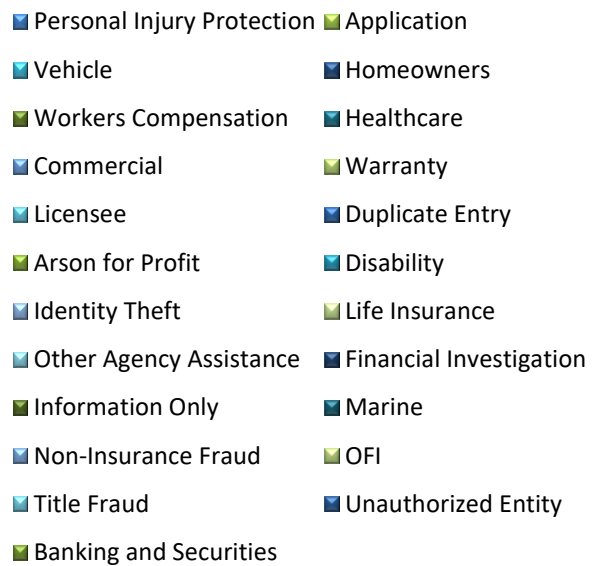 Personal Injury Protection Application
Vehicle Homeowners
Workers Compensation Healthcare
Commercial Warranty
Licensee Duplicate Entry
Arson for Profit Disability
Identity Theft Life Insurance
Other Agency Assistance Financial Investigation
Information Only Marine
Non-Insurance Fraud OFI
Title Fraud Unauthorized Entity
Banking and Securities